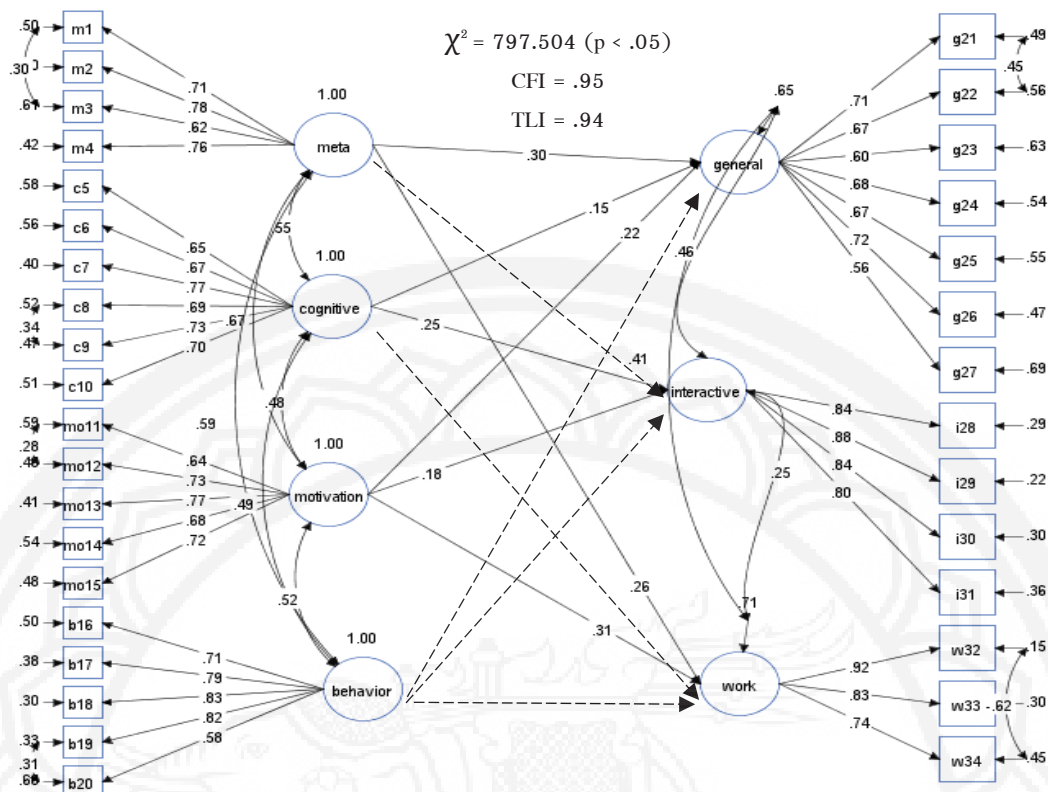 χ² = 797.504 (p < .05)
CFI = .95
TLI = .94
.50
m1
m2
.30
.61
m3
.42
m4
.58
c5
.56
c6
.40
c7
.52
c8
.34
.47
c9
.51
c10
.59
mo11
.28
.48
mo12
.41
mo13
.54
mo14
.48
mo15
.50
b16
.38
b17
.30
b18
.33
b19
.31
.66
b20
.71
.78
.62
.76
.65
.67
.77
.69
.73
.70
.64
.73
.77
.68
.72
.71
.79
.83
.82
.58
1.00
meta
.55
1.00
cognitive
.67
.48
.59
1.00
motivation
.49
.52
1.00
behavior
.30
.15
.22
.25
.41
.18
.26
.31
.65
general
.46
interactive
.25
.71
work
.71
.67
.60
.68
.67
.72
.56
.84
.88
.84
.80
.92
.83
.74
g21
.49
.45
g22
.56
g23
.63
g24
.54
g25
.55
g26
.47
g27
.69
i28
.29
i29
.22
i30
.30
i31
.36
w32
.15
w33
-.62
.30
w34
.45